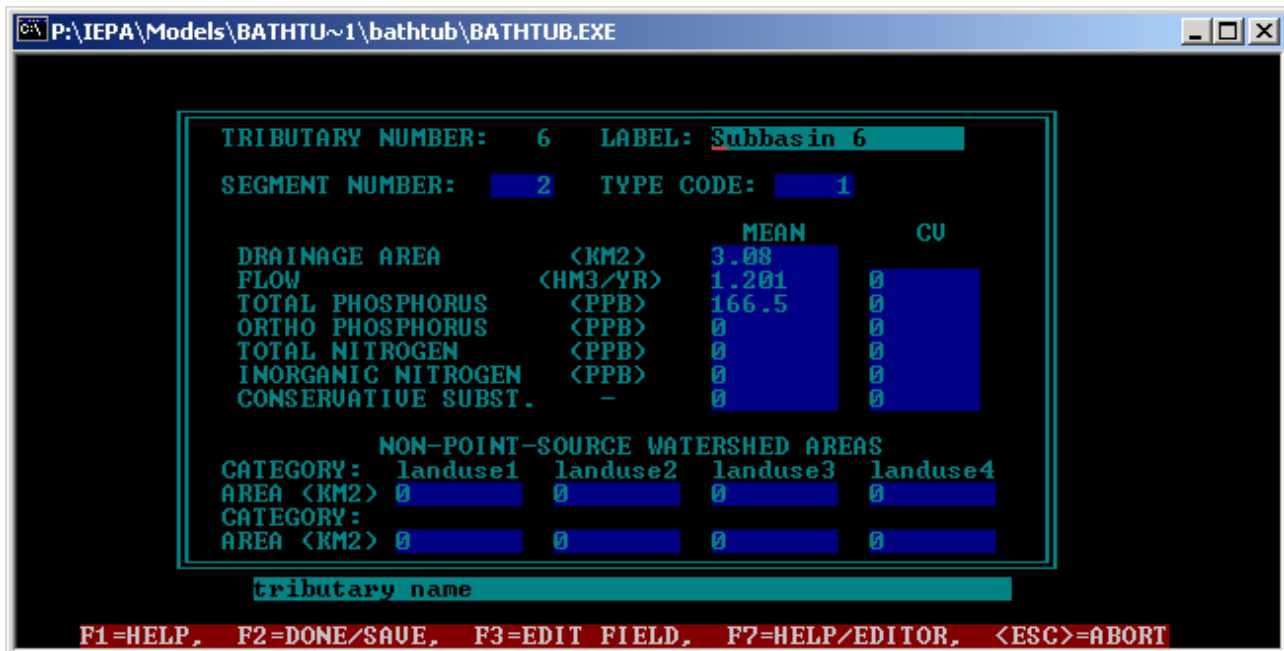 P:\IEPA\Models\BATHTU~1\bathtub\BATHTUB.EXE
TRIBUTARY NUMBER: 6 LABEL: Subbasin 6
SEGMENT NUMBER: 2 TYPE CODE: 1
MEAN CV
DRAINAGE AREA (KM2) 3.08
FLOW (HM3/YR) 1.201 0
TOTAL PHOSPHORUS (PPB) 166.5 0
ORTHO PHOSPHORUS (PPB) 0 0
TOTAL NITROGEN (PPB) 0 0
INORGANIC NITROGEN (PPB) 0 0
CONSERVATIVE SUBST. - 0 0
NON-POINT-SOURCE WATERSHED AREAS
CATEGORY: landuse1 landuse2 landuse3 landuse4
AREA (KM2) 0 0 0 0
CATEGORY:
AREA (KM2) 0 0 0 0
tributary name
F1=HELP, F2=DONE/SAVE, F3=EDIT FIELD, F7=HELP/EDITOR, <ESC>=ABORT